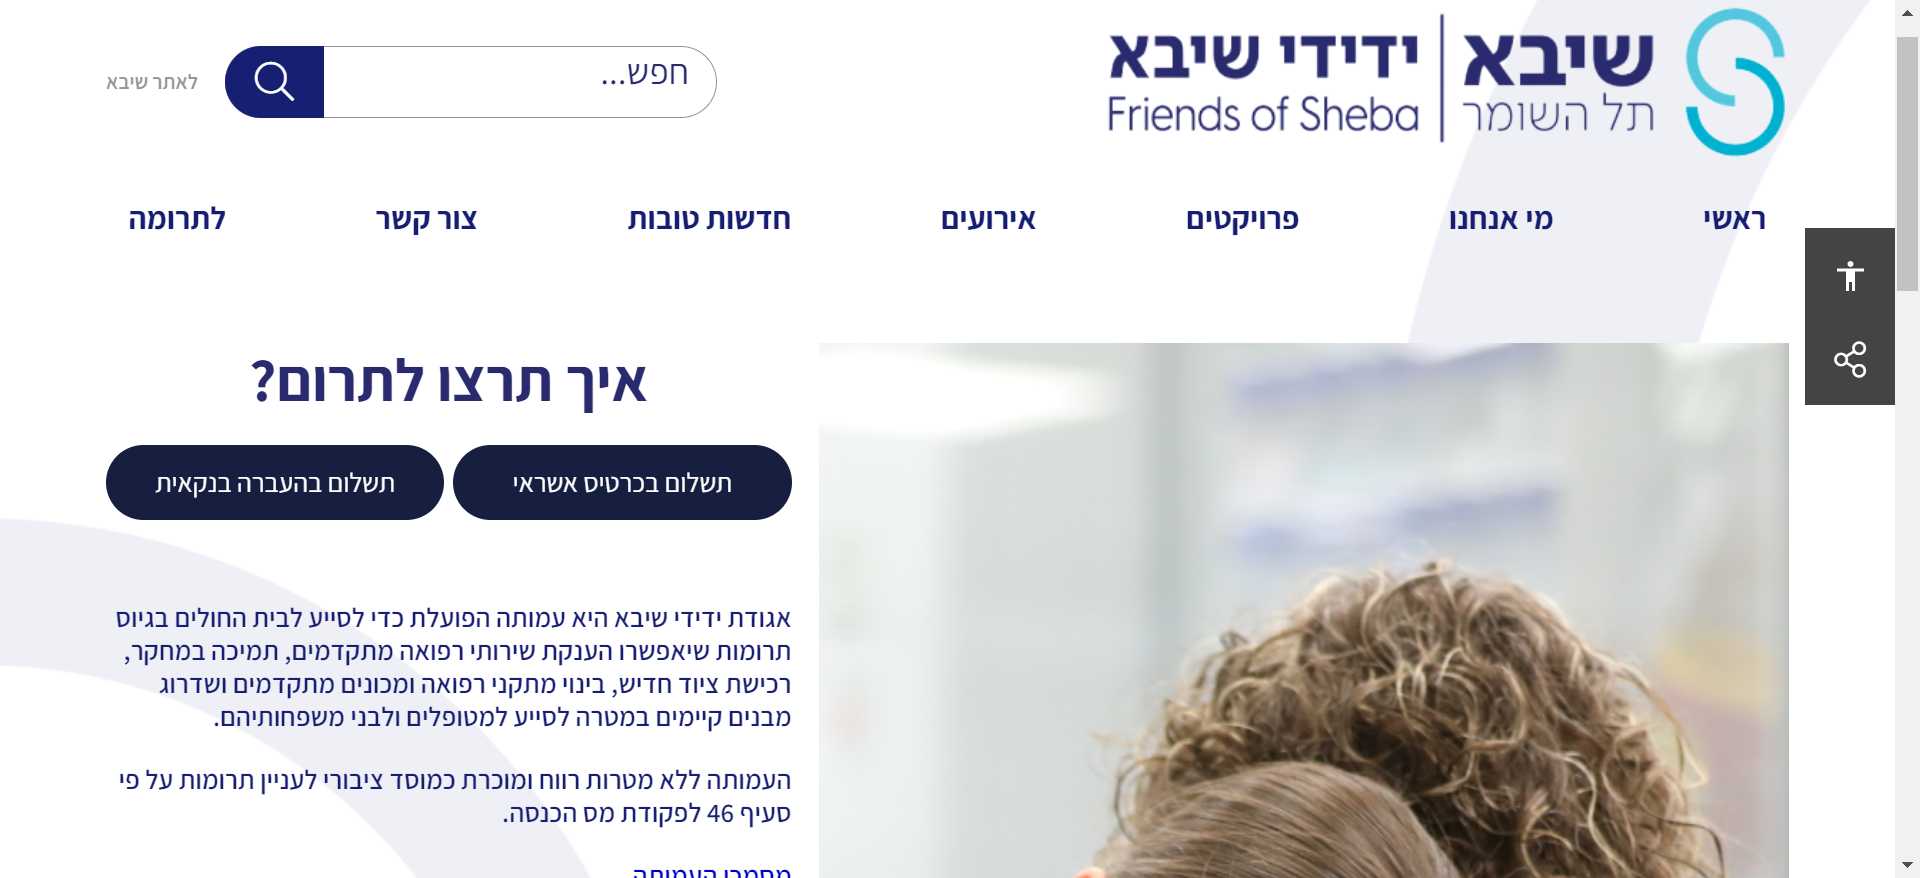 שיבא
תל השומר
ידידי שיבא
Friends of Sheba
חפש...
לאתר שיבא
ראשי
מי אנחנו
פרויקטים
אירועים
חדשות טובות
צור קשר
לתרומה
איך תרצו לתרום?
תשלום בכרטיס אשראי
תשלום בהעברה בנקאית
אגודת ידידי שיבא היא עמותה הפועלת כדי לסייע לבית החולים בגיוס
תרומות שיאפשרו הענקת שירותי רפואה מתקדמים, תמיכה במחקר,
רכישת ציוד חדיש, בינוי מתקני רפואה ומכונים מתקדמים ושדרוג
מבנים קיימים במטרה לסייע למטופלים ולבני משפחותיהם.
העמותה ללא מטרות רווח ומוכרת כמוסד ציבורי לעניין תרומות על פי
סעיף 46 לפקודת מס הכנסה.
מסמכי העמותה